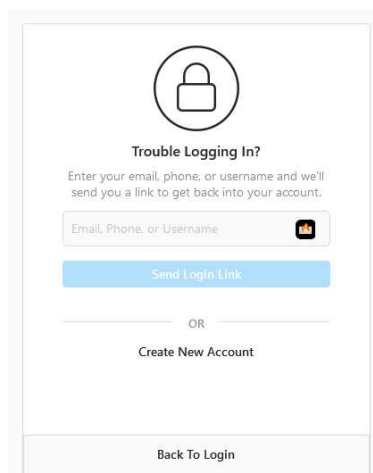 Trouble Logging In?
Enter your email, phone, or username and we'll
send you a link to get back into your account.
Email, Phone, or Username
Send Login Link
OR
Create New Account
Back To Login